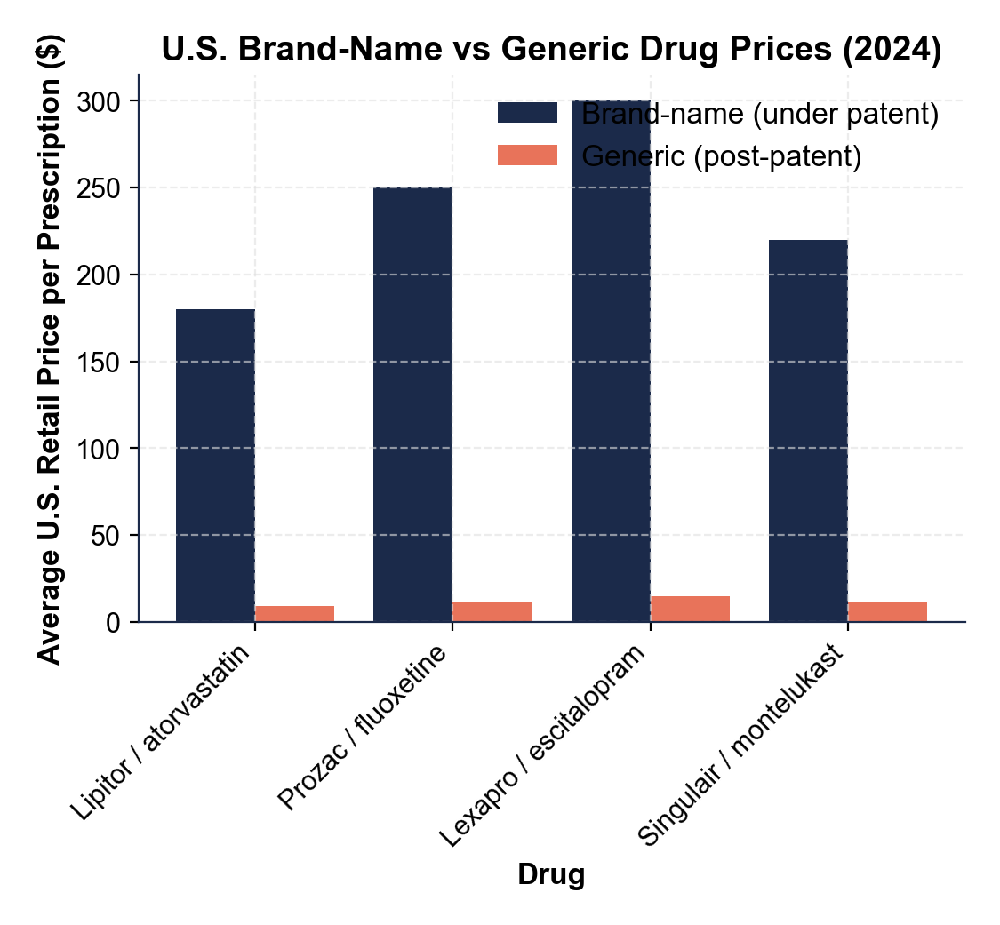 U.S. Brand-Name vs Generic Drug Prices (2024)
Average U.S. Retail Price per Prescription ($)
300
250
200
150
100
50
0
Brand-name (under patent)
Generic (post-patent)
Lipitor / atorvastatin
Prozac / fluoxetine
Lexapro / escitalopram
Singulair / montelukast
Drug